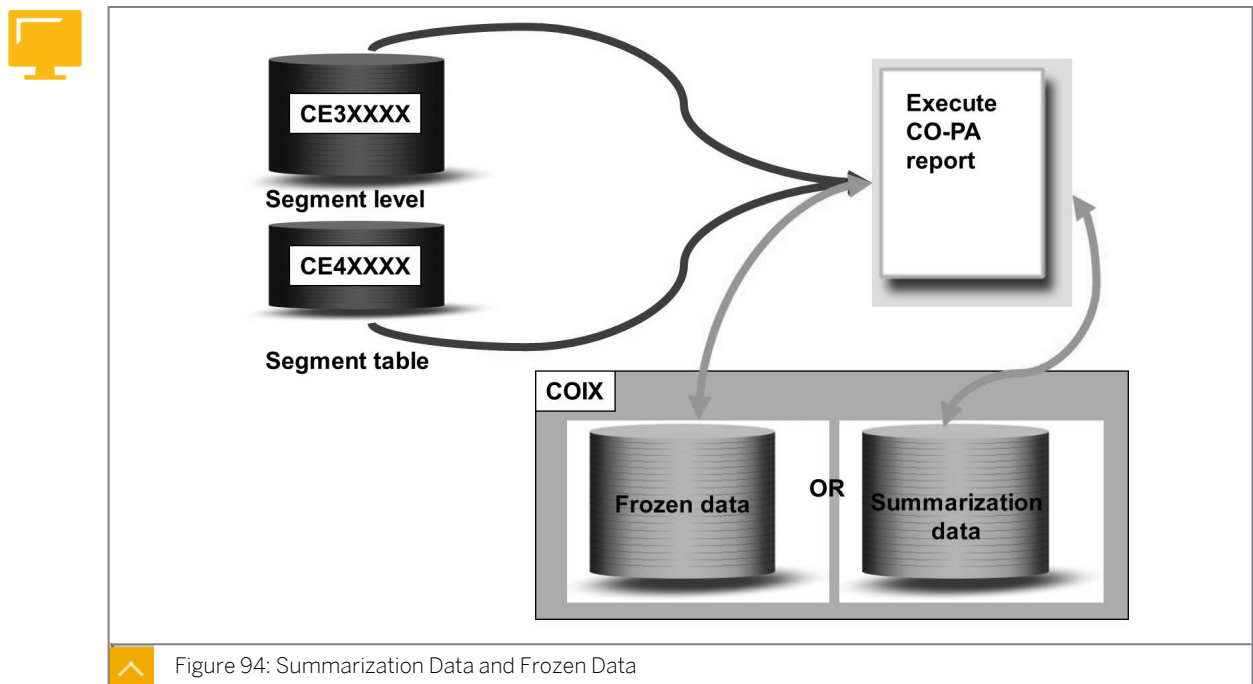 CE3XXXX
Segment level
CE4XXXX
Segment table
Execute
CO-PA
report
COIX
Frozen data
OR
Summarization
data
Figure 94: Summarization Data and Frozen Data